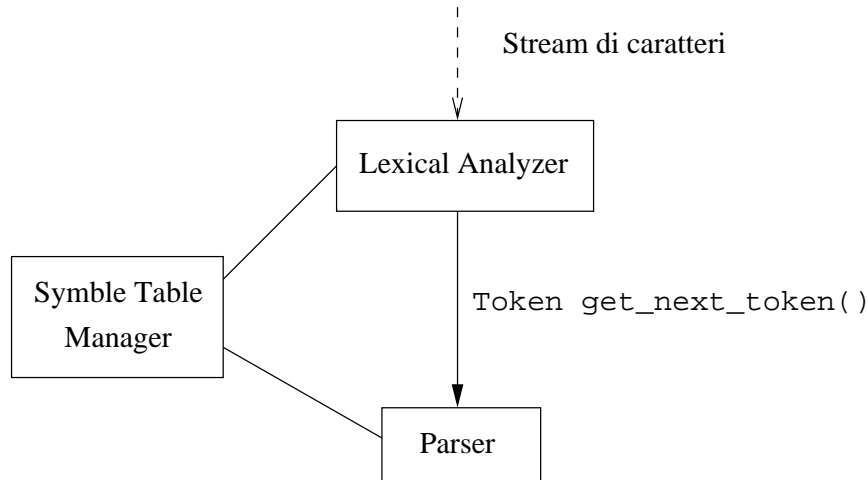 Stream di caratteri
Lexical Analyzer
Symble Table
Manager
Token get_next_token()
Parser